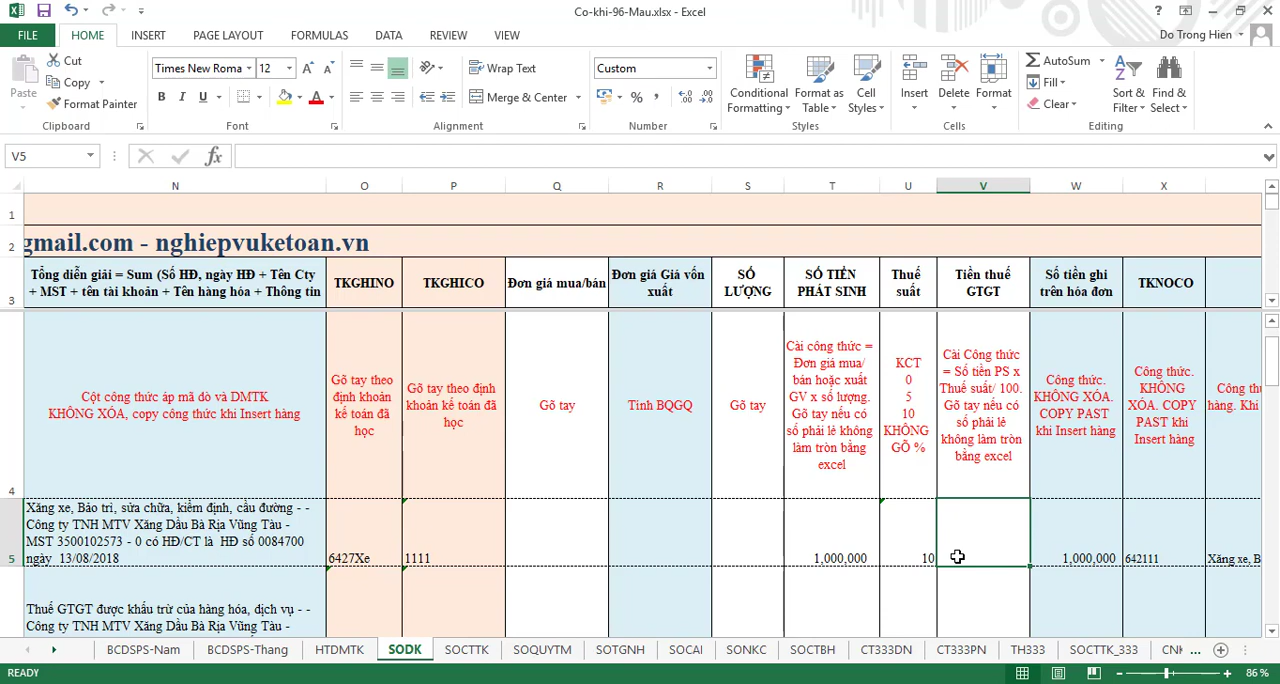 Co-khi-96-Mau.xlsx - Excel
?
FILE HOME INSERT PAGE LAYOUT FORMULAS DATA REVIEW VIEW
Do Trong Hien
Paste
Cut
Copy
Format Painter
Clipboard
Times New Roma 12
B I U
Font
Wrap Text
Merge & Center
Alignment
Custom
%
Number
Conditional
Formatting
Format as
Table
Cell
Styles
Styles
Insert
Delete
Format
Cells
AutoSum
Fill
Clear
Sort &
Filter
Find &
Select
Editing
V5
fx
N O P Q R S T U V W X
1
2
gmail.com - nghiepvuketoan.vn
3
Tổng diễn giải = Sum (Số HĐ, ngày HĐ + Tên Cty
+ MST + tên tài khoản + Tên hàng hóa + Thông tin
TKGHINO
TKGHICO
Đơn giá mua/bán
Đơn giá Giá vốn
xuất
SỐ
LƯỢNG
SỐ TIỀN
PHÁT SINH
Thuế
suất
Tiền thuế
GTGT
Số tiền ghi
trên hóa đơn
TKNOCO
4
Cột công thức áp mã dò và DMTK
KHÔNG XÓA, copy công thức khi Insert hàng
Gõ tay theo
định khoản
kế toán đã
học
Gõ tay theo định
khoản kế toán đã
học
Gõ tay
Tính BQGQ
Gõ tay
Cài công thức =
Đơn giá mua/
bán hoặc xuất
GV x số lượng.
Gõ tay nếu có
số phải lẻ không
làm tròn bằng
excel
KCT
0
5
10
KHÔNG
GÕ %
Cài Công thức
= Số tiền PS x
Thuế suất/ 100.
Gõ tay nếu có
số phải lẻ
không làm tròn
bằng excel
Công thức.
KHÔNG XÓA.
COPY PAST
khi Insert hàng
Công thức.
KHÔNG
XÓA. COPY
PAST khi
Insert hàng
hàng. Khi
5
Xăng xe, Bảo trì, sửa chữa, kiểm định, cầu đường - -
Công ty TNH MTV Xăng Dầu Bà Rịa Vũng Tàu -
MST 3500102573 - 0 có HĐ/CT là HĐ số 0084700
ngày 13/08/2018
6427Xe
1111
1,000,000
10
1,000,000
642111
Xăng xe, B
Thuế GTGT được khấu trừ của hàng hóa, dịch vụ - -
Công ty TNH MTV Xăng Dầu Bà Rịa Vũng Tàu -
BCDSPS-Nam BCDSPS-Thang HTDMTK SODK SOCTTK SOQUYTM SOTGNH SOCAI SONKC SOCTBH CT333DN CT333PN TH333 SOCTTK_333 CNK ...
READY
86 %